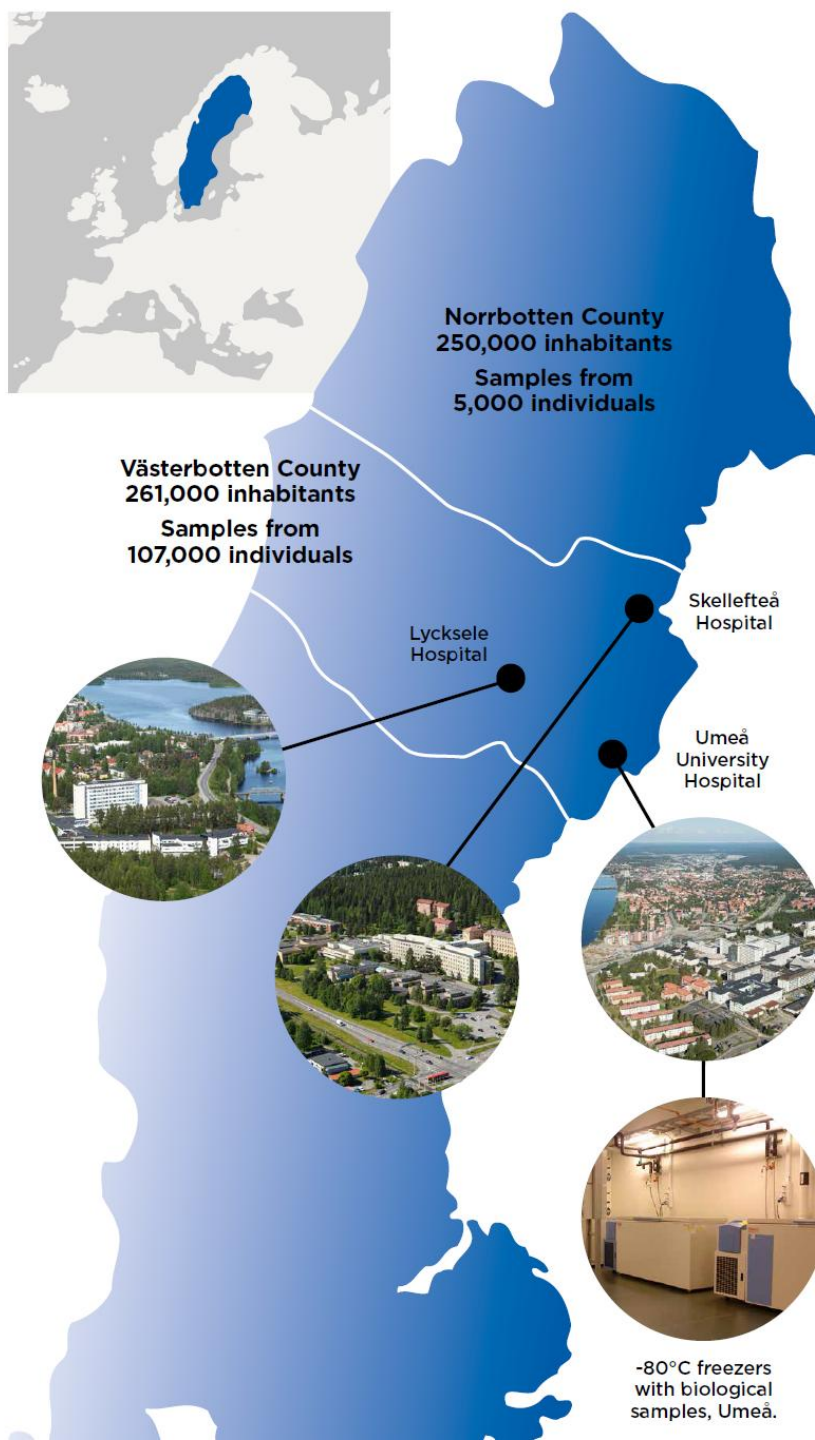 Norrbotten County
250,000 inhabitants
Samples from
5,000 individuals
Västerbotten County
261,000 inhabitants
Samples from
107,000 individuals
Skellefteå
Hospital
Lycksele
Hospital
Umeå
University
Hospital
-80°C freezers
with biological
samples, Umeå.